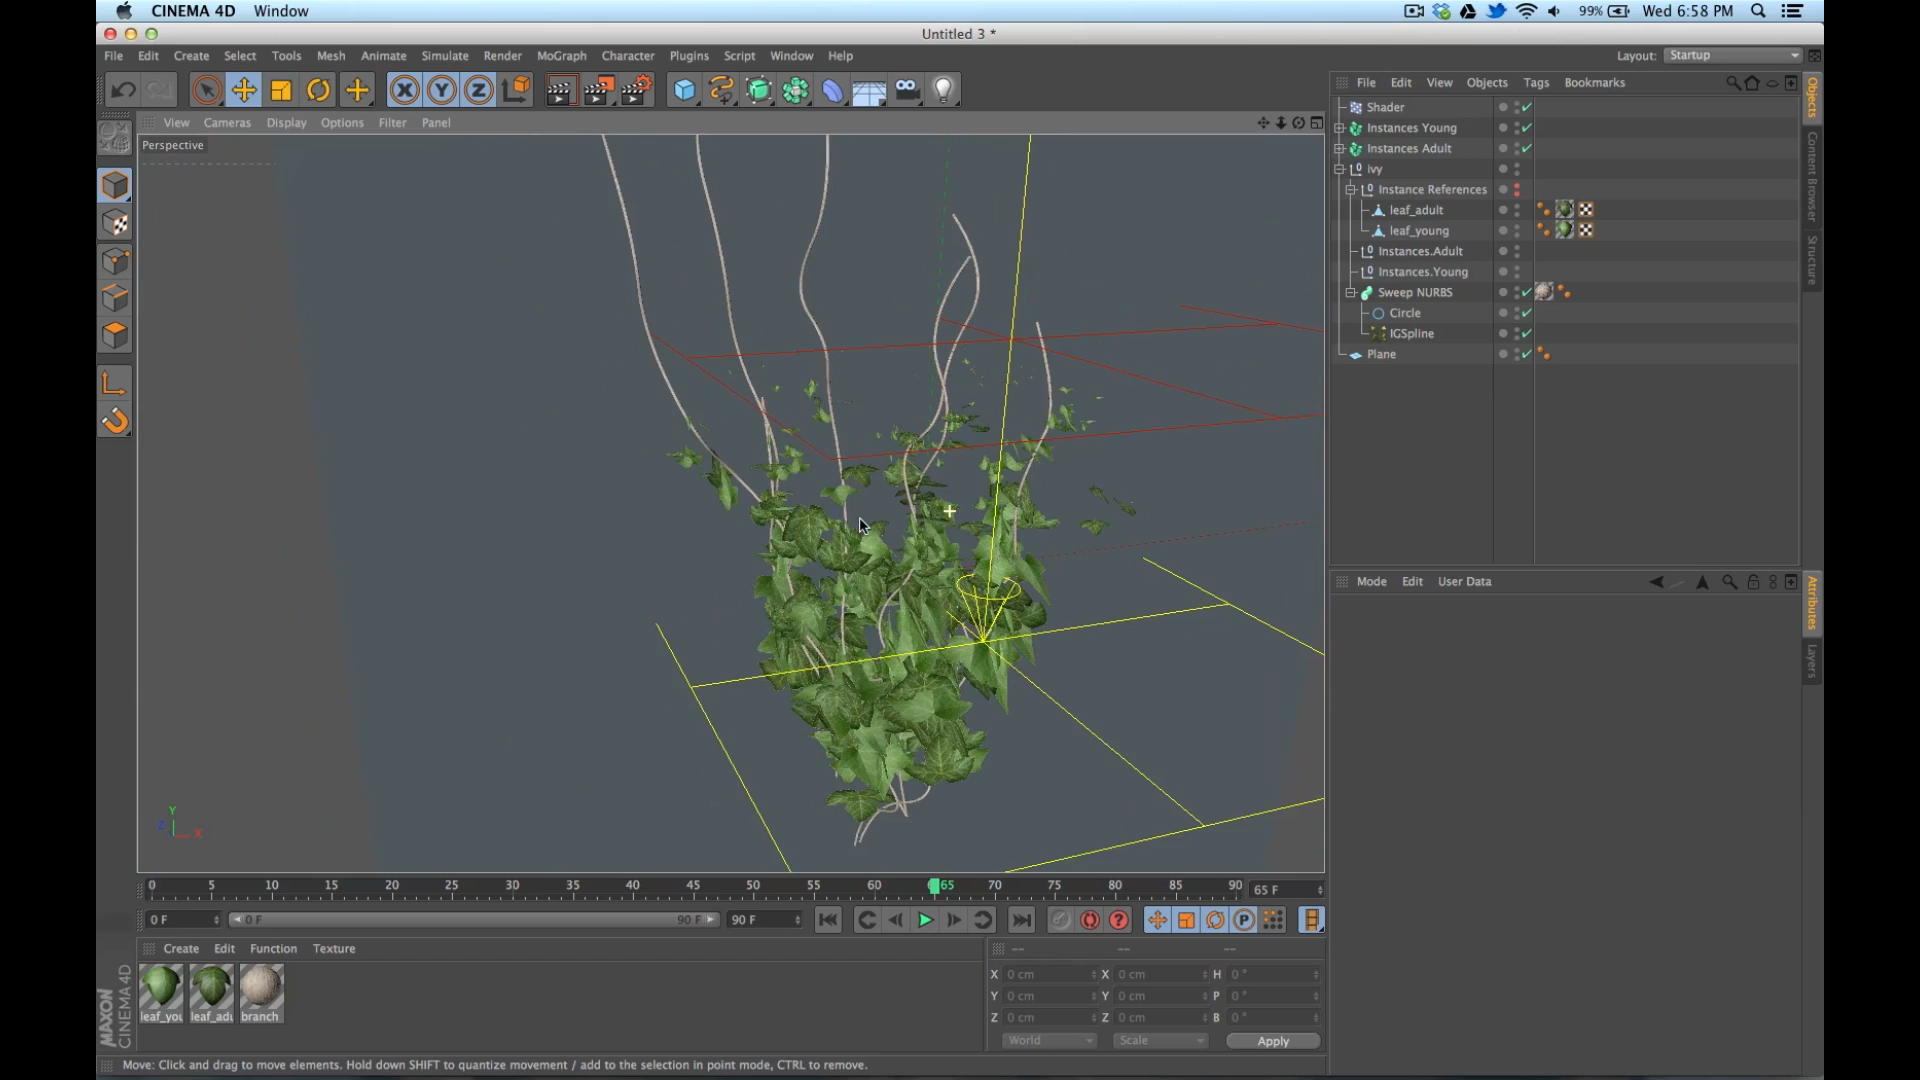 CINEMA 4D Window
99% Wed 6:58 PM
Untitled 3 *
File Edit Create Select Tools Mesh Animate Simulate Render MoGraph Character Plugins Script Window Help
Layout: Startup
File Edit View Objects Tags Bookmarks
X Y Z
View Cameras Display Options Filter Panel
Perspective
Shader
Instances Young
Instances Adult
Ivy
Instance References
leaf_adult
leaf_young
Instances.Adult
Instances.Young
Sweep NURBS
Circle
IGSpline
Plane
Objects
Content Browser
Structure
Mode Edit User Data
Attributes
Layers
Y
Z X
0 5 10 15 20 25 30 35 40 45 50 55 60 65 70 75 80 85 90
65 F
0 F 0 F 90 F 90 F
Create Edit Function Texture
-- -- --
leaf_you leaf_adu branch
X 0 cm X 0 cm H 0 °
Y 0 cm Y 0 cm P 0 °
Z 0 cm Z 0 cm B 0 °
World Scale Apply
MAXON
CINEMA 4D
Move: Click and drag to move elements. Hold down SHIFT to quantize movement / add to the selection in point mode, CTRL to remove.